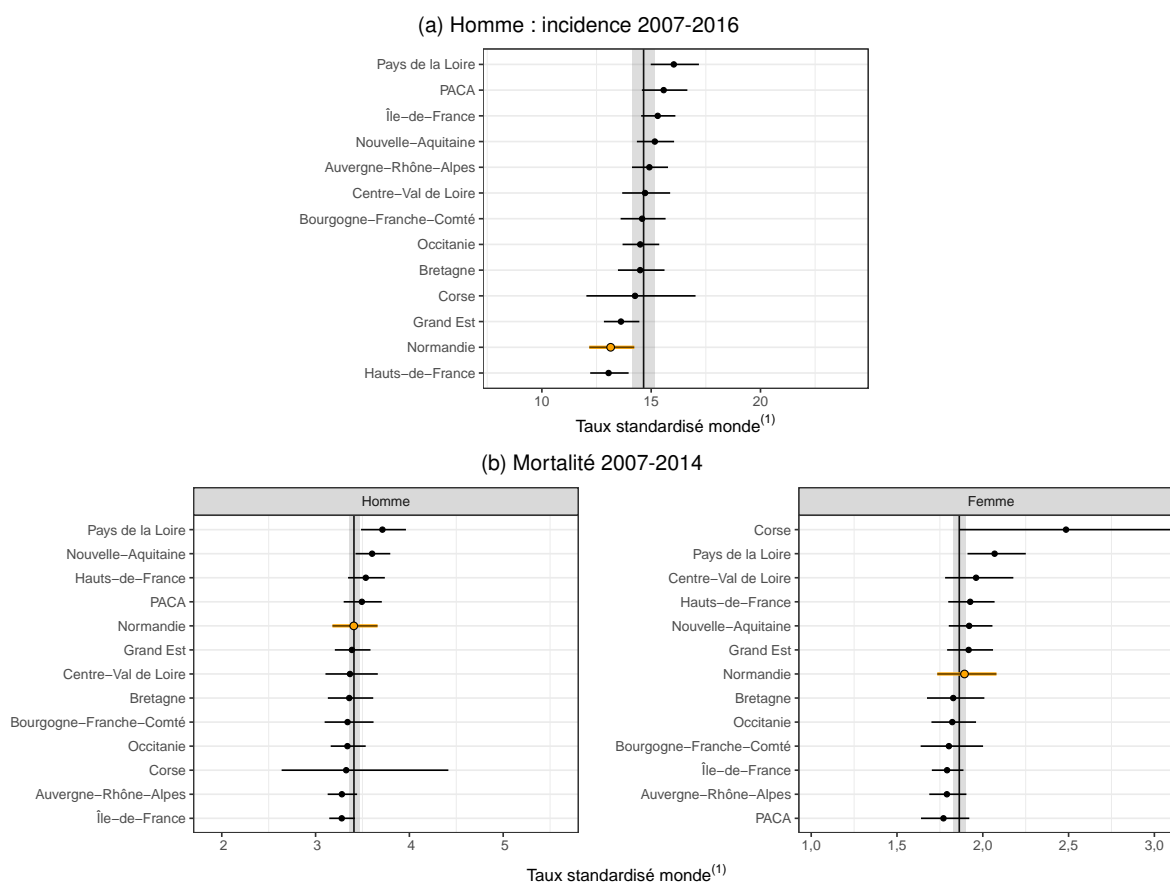 (a) Homme : incidence 2007-2016
Pays de la Loire
PACA
Île−de−France
Nouvelle−Aquitaine
Auvergne−Rhône−Alpes
Centre−Val de Loire
Bourgogne−Franche−Comté
Occitanie
Bretagne
Corse
Grand Est
Normandie
Hauts−de−France
10 15 20
Taux standardisé monde(1)
(b) Mortalité 2007-2014
Homme
Pays de la Loire
Nouvelle−Aquitaine
Hauts−de−France
PACA
Normandie
Grand Est
Centre−Val de Loire
Bretagne
Bourgogne−Franche−Comté
Occitanie
Corse
Auvergne−Rhône−Alpes
Île−de−France
2 3 4 5
Femme
Corse
Pays de la Loire
Centre−Val de Loire
Hauts−de−France
Nouvelle−Aquitaine
Grand Est
Normandie
Bretagne
Occitanie
Bourgogne−Franche−Comté
Île−de−France
Auvergne−Rhône−Alpes
PACA
1,0 1,5 2,0 2,5 3,0
Taux standardisé monde(1)